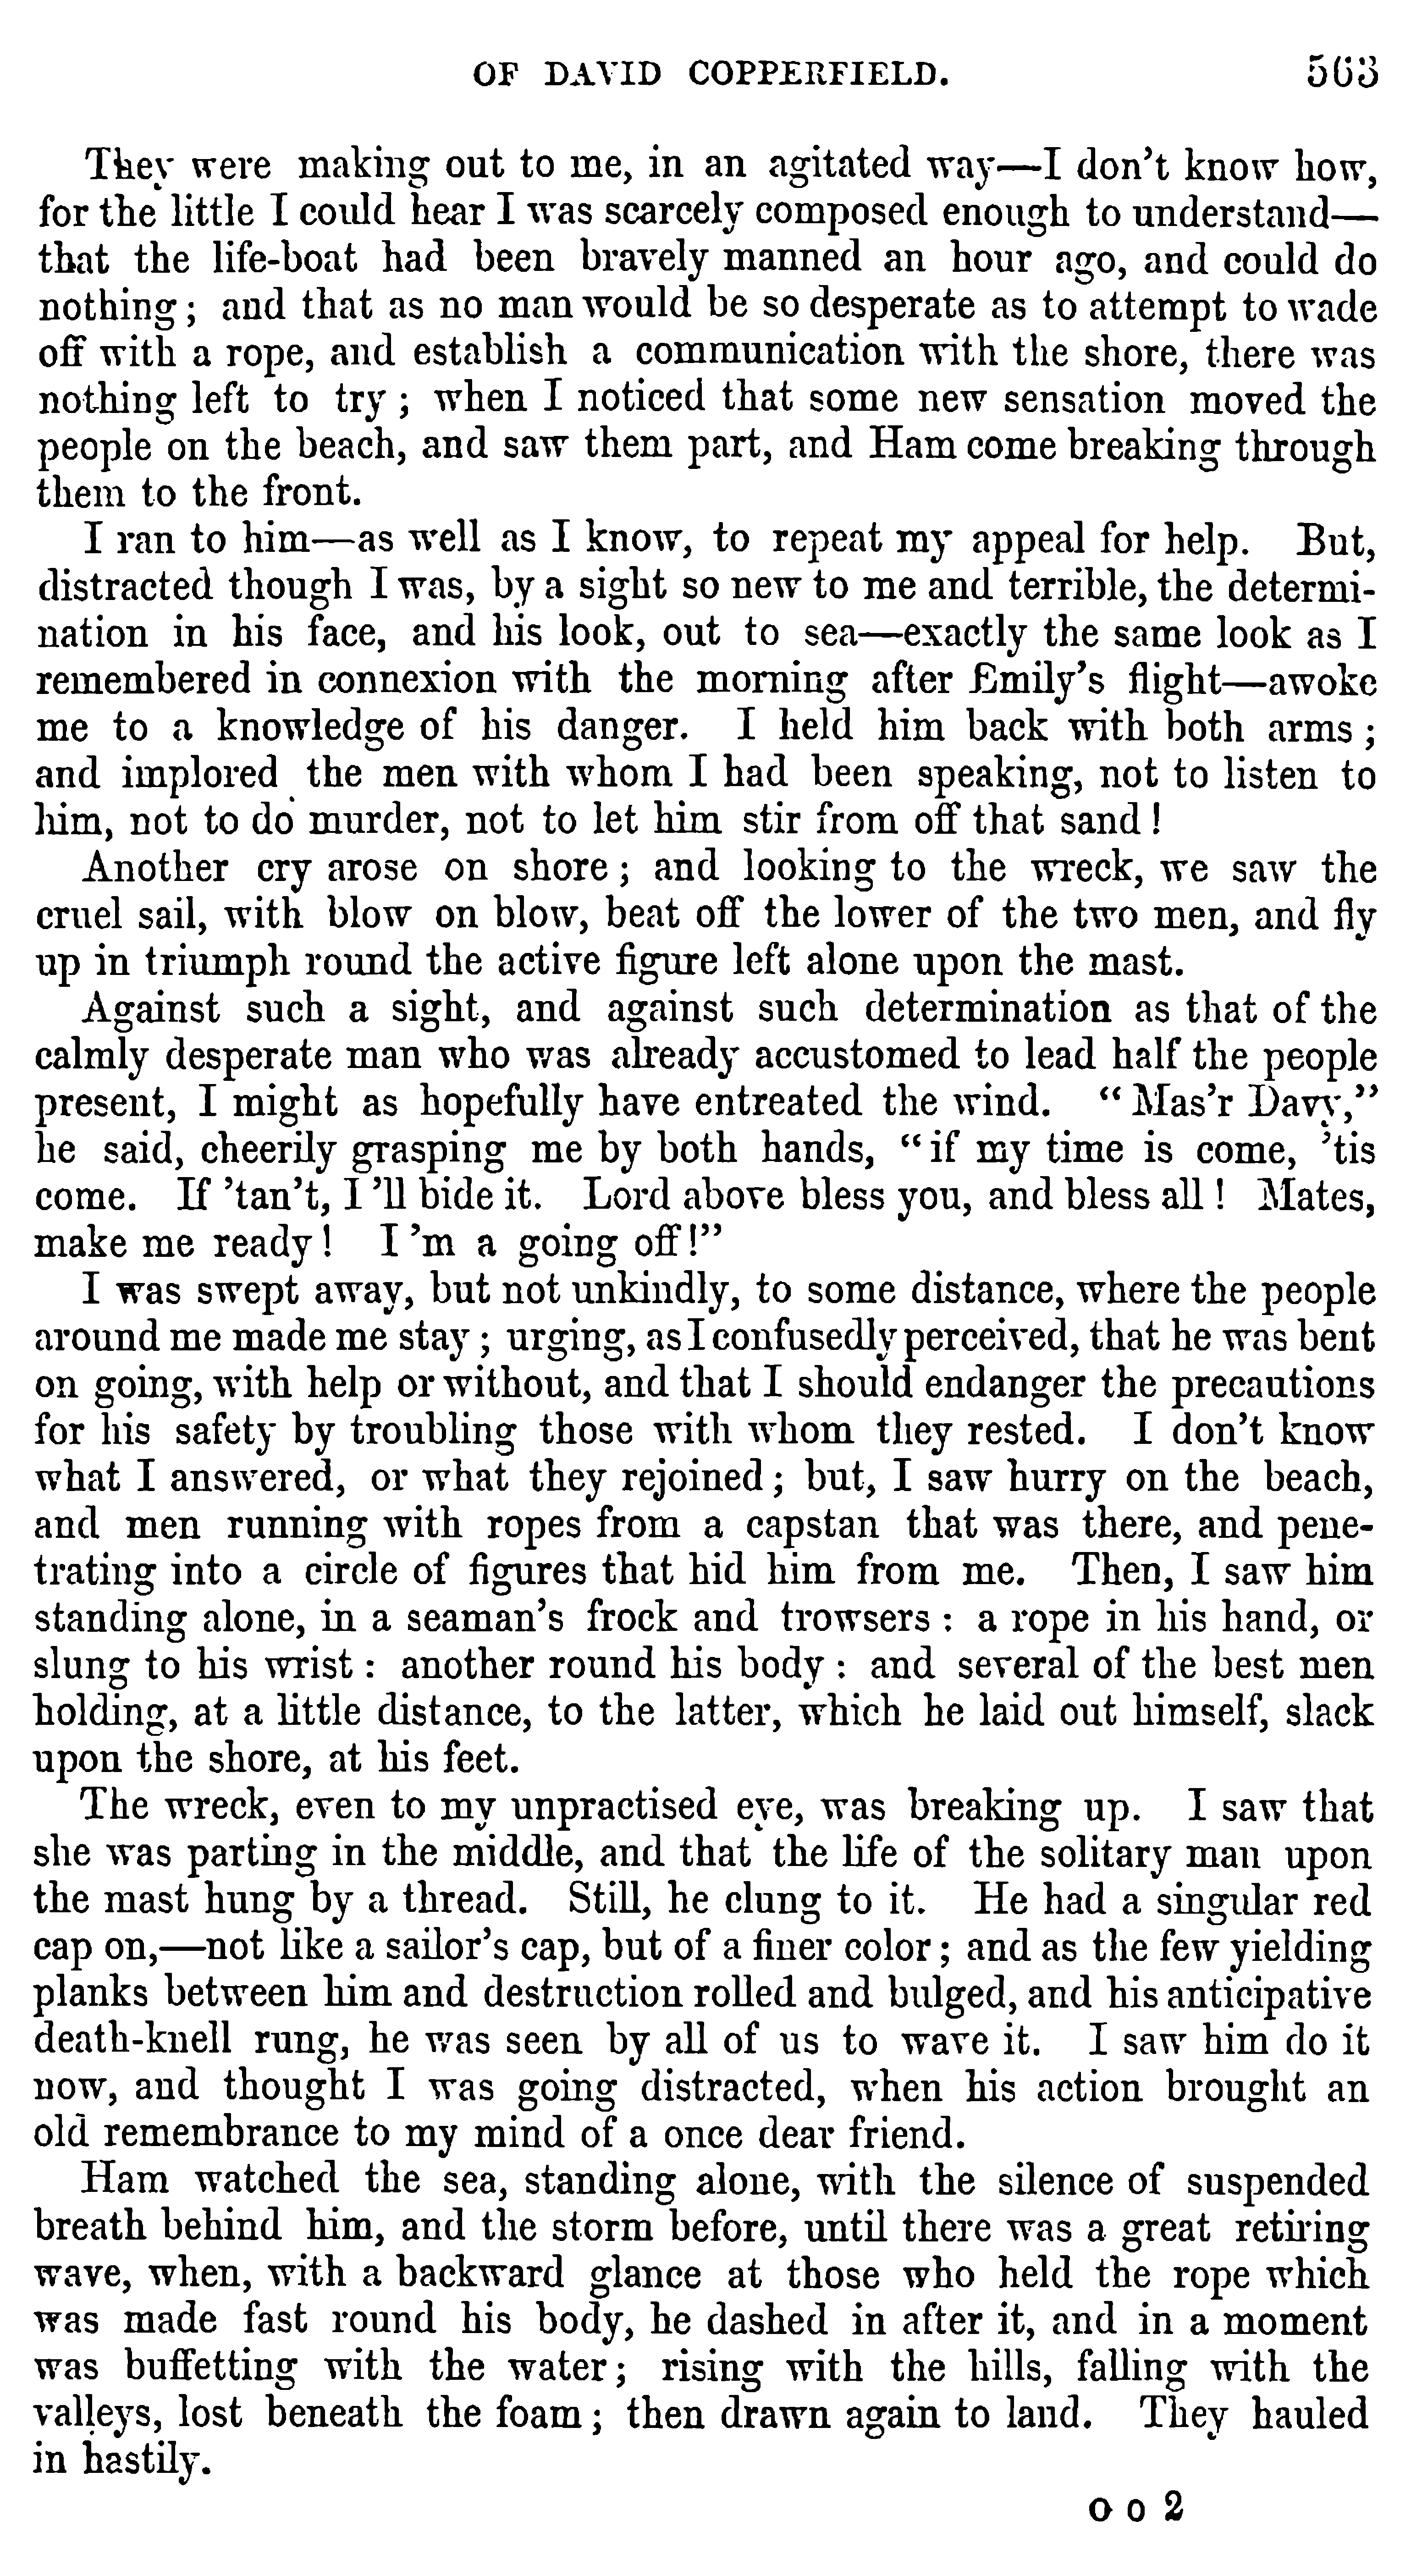 OF DAVID COPPERFIELD. 563
They were making out to me, in an agitated way—I don't know how,
for the little I could hear I was scarcely composed enough to understand—
that the life-boat had been bravely manned an hour ago, and could do
nothing; and that as no man would be so desperate as to attempt to wade
off with a rope, and establish a communication with the shore, there was
nothing left to try; when I noticed that some new sensation moved the
people on the beach, and saw them part, and Ham come breaking through
them to the front.
I ran to him—as well as I know, to repeat my appeal for help. But,
distracted though I was, by a sight so new to me and terrible, the determi-
nation in his face, and his look, out to sea—exactly the same look as I
remembered in connexion with the morning after Emily's flight—awoke
me to a knowledge of his danger. I held him back with both arms;
and implored the men with whom I had been speaking, not to listen to
him, not to do murder, not to let him stir from off that sand!
Another cry arose on shore; and looking to the wreck, we saw the
cruel sail, with blow on blow, beat off the lower of the two men, and fly
up in triumph round the active figure left alone upon the mast.
Against such a sight, and against such determination as that of the
calmly desperate man who was already accustomed to lead half the people
present, I might as hopefully have entreated the wind. "Mas'r Davy,"
he said, cheerily grasping me by both hands, "if my time is come, 'tis
come. If 'tan't, I'll bide it. Lord above bless you, and bless all! Mates,
make me ready! I'm a going off!"
I was swept away, but not unkindly, to some distance, where the people
around me made me stay; urging, as I confusedly perceived, that he was bent
on going, with help or without, and that I should endanger the precautions
for his safety by troubling those with whom they rested. I don't know
what I answered, or what they rejoined; but, I saw hurry on the beach,
and men running with ropes from a capstan that was there, and pene-
trating into a circle of figures that hid him from me. Then, I saw him
standing alone, in a seaman's frock and trowsers: a rope in his hand, or
slung to his wrist: another round his body: and several of the best men
holding, at a little distance, to the latter, which he laid out himself, slack
upon the shore, at his feet.
The wreck, even to my unpractised eye, was breaking up. I saw that
she was parting in the middle, and that the life of the solitary man upon
the mast hung by a thread. Still, he clung to it. He had a singular red
cap on,—not like a sailor's cap, but of a finer color; and as the few yielding
planks between him and destruction rolled and bulged, and his anticipative
death-knell rung, he was seen by all of us to wave it. I saw him do it
now, and thought I was going distracted, when his action brought an
old remembrance to my mind of a once dear friend.
Ham watched the sea, standing alone, with the silence of suspended
breath behind him, and the storm before, until there was a great retiring
wave, when, with a backward glance at those who held the rope which
was made fast round his body, he dashed in after it, and in a moment
was buffetting with the water; rising with the hills, falling with the
valleys, lost beneath the foam; then drawn again to land. They hauled
in hastily.
O O 2